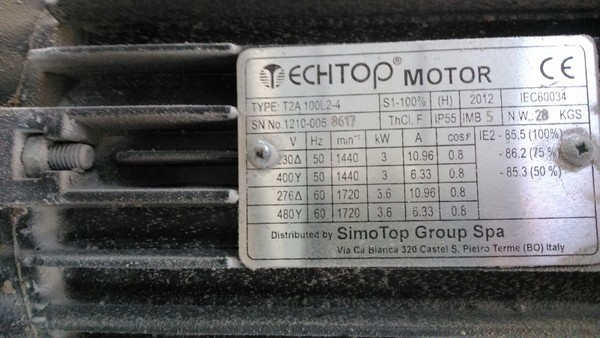 TECHTOP® MOTOR CE
TYPE: T2A 100L2-4 S1-100% (H) 2012 IEC60034
SN No. 1210-005 8617 ThCl. F IP55 IMB 5 N.W. 28 KGS
V Hz min⁻¹ kW A cosf IE2 - 85,5 (100%)
230Δ 50 1440 3 10.96 0.8 - 86.2 (75 %)
400Y 50 1440 3 6.33 0.8 - 85.3 (50 %)
276Δ 60 1720 3.6 10.96 0.8
480Y 60 1720 3.6 6.33 0.8
Distributed by SimoTop Group Spa
Via Ca Bianca 320 Castel S. Pietro Terme (BO) Italy